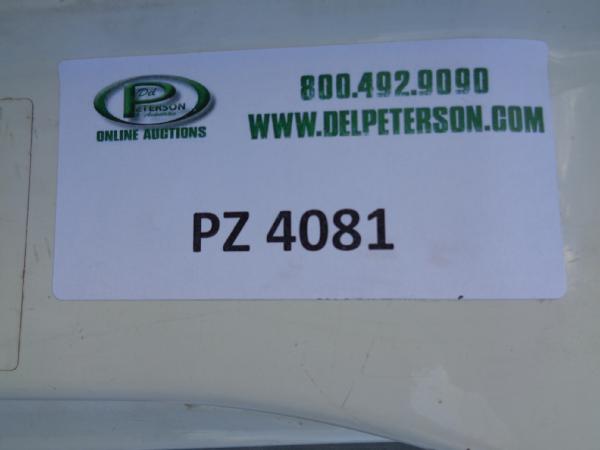 Del
PETERSON
ONLINE AUCTIONS
800.492.9090
WWW.DELPETERSON.COM
PZ 4081